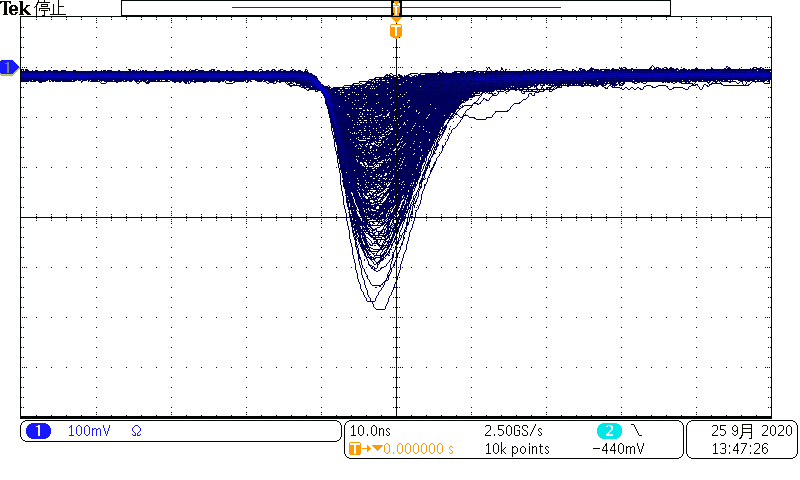 Tek 停止
T
T
1
1 100mV Ω
10.0ns 2.50GS/s 2 -440mV
T→▼0.000000 s 10k points
25 9月 2020
13:47:26